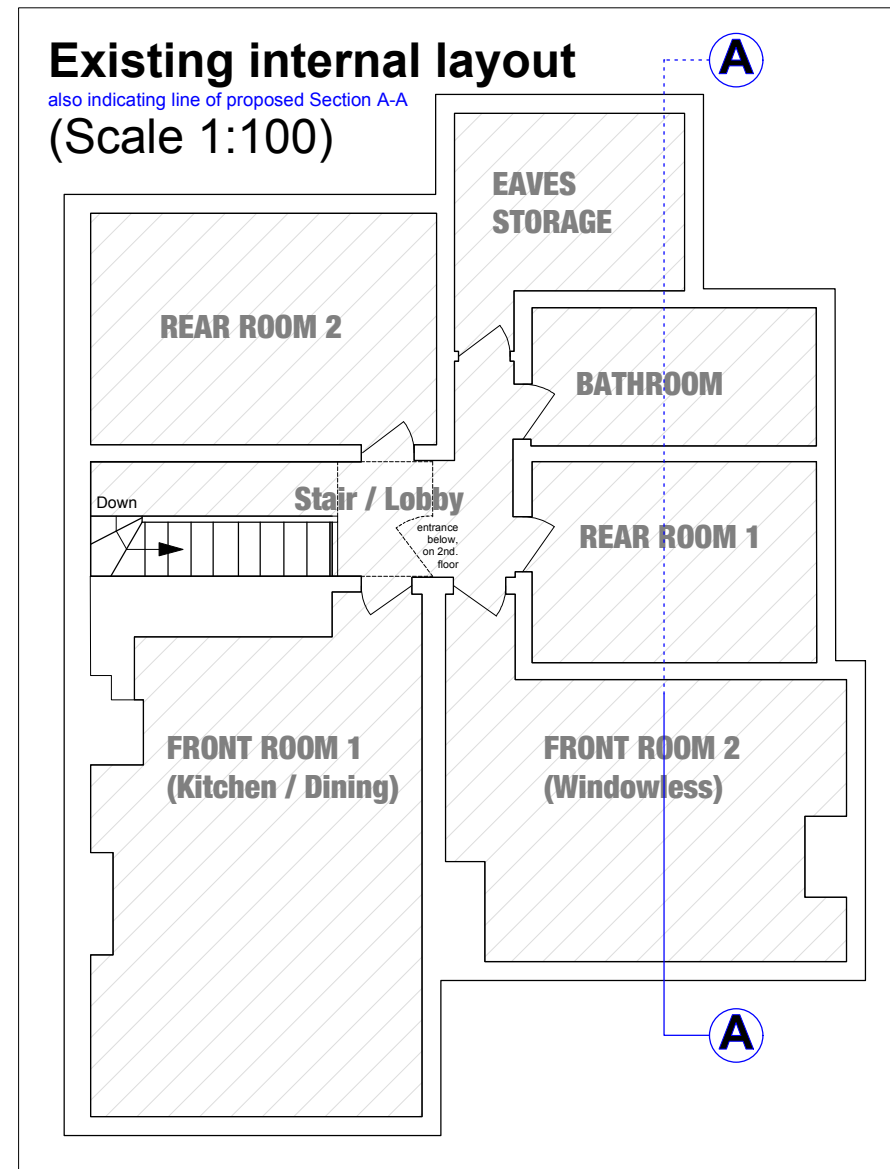 Existing internal layout
also indicating line of proposed Section A-A
(Scale 1:100)
A
EAVES
STORAGE
REAR ROOM 2
BATHROOM
Down
Stair / Lobby
entrance
below,
on 2nd.
floor
REAR ROOM 1
FRONT ROOM 1
(Kitchen / Dining)
FRONT ROOM 2
(Windowless)
A